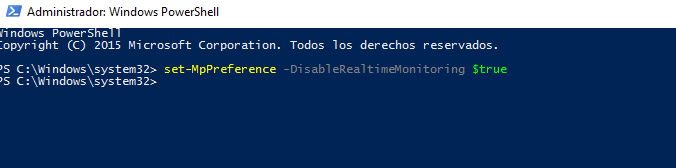 Administrador: Windows PowerShell
Windows PowerShell
Copyright (C) 2015 Microsoft Corporation. Todos los derechos reservados.
PS C:\Windows\system32> set-MpPreference -DisableRealtimeMonitoring $true
PS C:\Windows\system32>